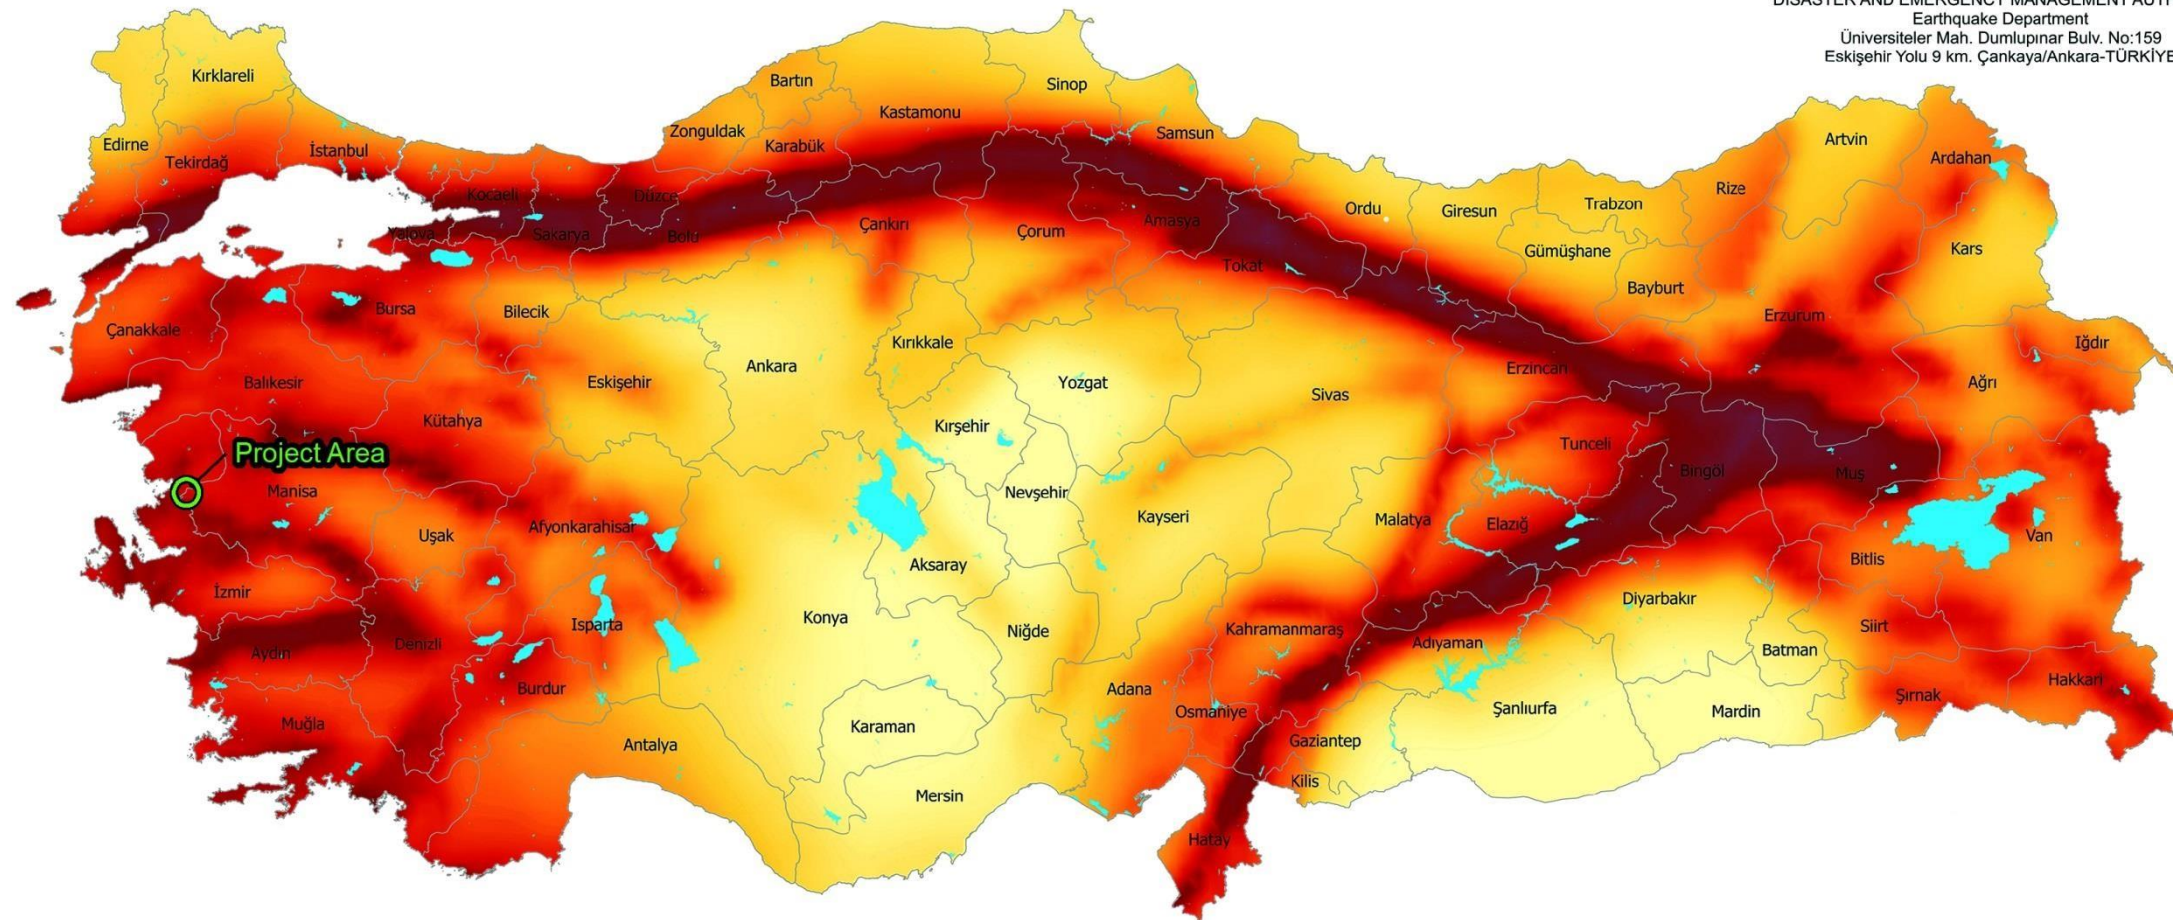 DISASTER AND EMERGENCY MANAGEMENT
Earthquake Department
Üniversiteler Mah. Dumlupınar Bulv. No:159
Eskişehir Yolu 9 km. Çankaya/Ankara-TÜRKİYE
Kırklareli
Edirne
Tekirdağ
İstanbul
Kocaeli
Yalova
Sakarya
Düzce
Bolu
Zonguldak
Bartın
Karabük
Kastamonu
Sinop
Samsun
Çankırı
Çorum
Amasya
Tokat
Ordu
Giresun
Trabzon
Gümüşhane
Bayburt
Rize
Artvin
Ardahan
Kars
Erzurum
Iğdır
Ağrı
Çanakkale
Bursa
Bilecik
Balıkesir
Kütahya
Eskişehir
Ankara
Kırıkkale
Yozgat
Kırşehir
Sivas
Erzincan
Tunceli
Bingöl
Muş
Project Area
Manisa
Uşak
Afyonkarahisar
Nevşehir
Kayseri
Malatya
Elazığ
Bitlis
Van
İzmir
Aksaray
Konya
Isparta
Niğde
Kahramanmaraş
Adıyaman
Diyarbakır
Batman
Siirt
Aydın
Denizli
Burdur
Muğla
Antalya
Karaman
Mersin
Adana
Osmaniye
Gaziantep
Kilis
Hatay
Şanlıurfa
Mardin
Şırnak
Hakkari